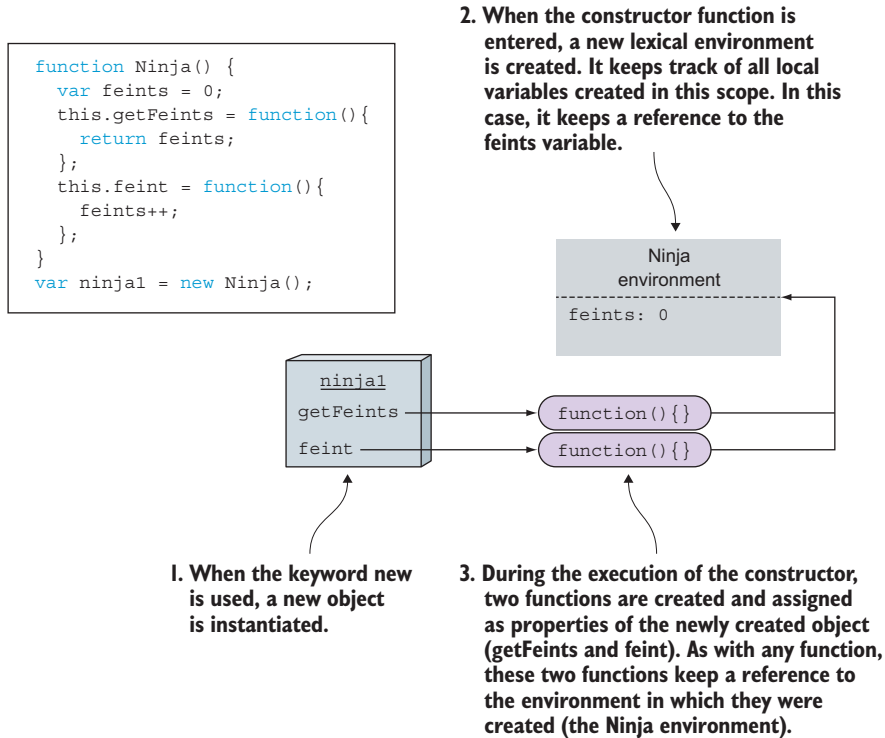 2. When the constructor function is
entered, a new lexical environment
is created. It keeps track of all local
variables created in this scope. In this
case, it keeps a reference to the
feints variable.
function Ninja() {
  var feints = 0;
  this.getFeints = function(){
    return feints;
  };
  this.feint = function(){
    feints++;
  };
}
var ninja1 = new Ninja();
Ninja
environment
feints: 0
ninja1
getFeints
feint
function(){}
function(){}
1. When the keyword new
is used, a new object
is instantiated.
3. During the execution of the constructor,
two functions are created and assigned
as properties of the newly created object
(getFeints and feint). As with any function,
these two functions keep a reference to
the environment in which they were
created (the Ninja environment).